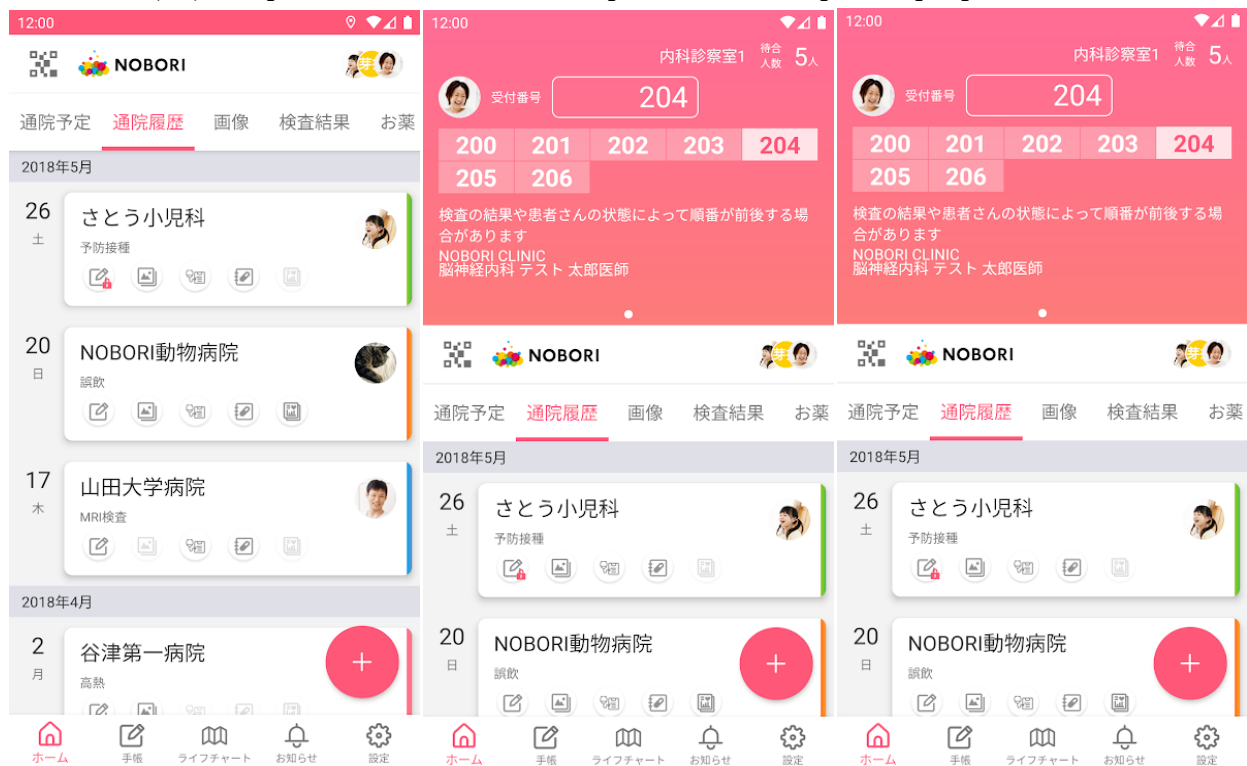 12:00
NOBORI
芽
通院予定 通院履歴 画像 検査結果 お薬
2018年5月
26
土
さとう小児科
予防接種
20
日
NOBORI動物病院
誤飲
17
木
山田大学病院
MRI検査
2018年4月
2
月
谷津第一病院
高熱
+
ホーム 手帳 ライフチャート お知らせ 設定
12:00
内科診察室1 待合人数 5人
受付番号 204
200 201 202 203 204
205 206
検査の結果や患者さんの状態によって順番が前後する場
合があります
NOBORI CLINIC
脳神経内科 テスト 太郎医師
NOBORI
芽
通院予定 通院履歴 画像 検査結果 お薬
2018年5月
26
土
さとう小児科
予防接種
20
日
NOBORI動物病院
誤飲
+
ホーム 手帳 ライフチャート お知らせ 設定
12:00
内科診察室1 待合人数 5人
受付番号 204
200 201 202 203 204
205 206
検査の結果や患者さんの状態によって順番が前後する場
合があります
NOBORI CLINIC
脳神経内科 テスト 太郎医師
NOBORI
芽
通院予定 通院履歴 画像 検査結果 お薬
2018年5月
26
土
さとう小児科
予防接種
20
日
NOBORI動物病院
誤飲
+
ホーム 手帳 ライフチャート お知らせ 設定